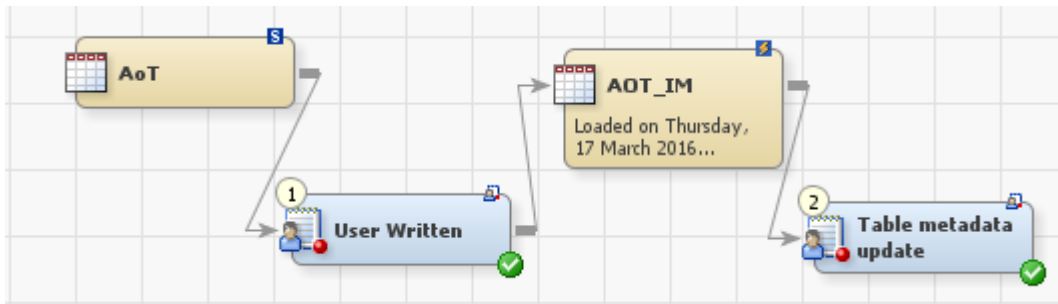 S
AoT
AOT_IM
Loaded on Thursday,
17 March 2016...
1
User Written
2
Table metadata
update